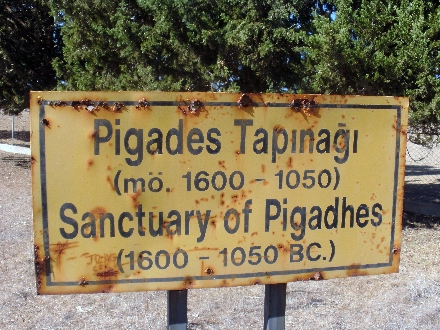 Pigades Tapınağı
(mö. 1600 - 1050)
Sanctuary of Pigadhes
(1600 - 1050 BC.)